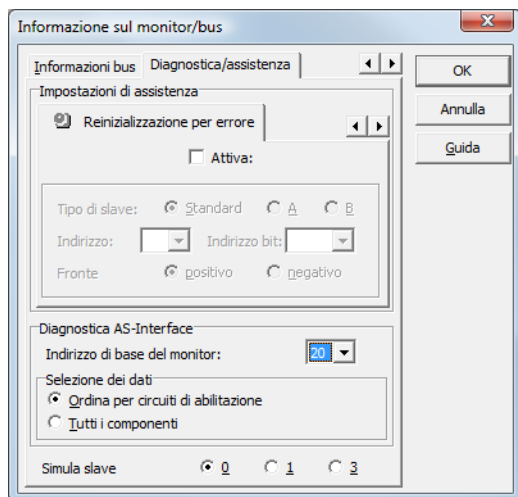 Informazione sul monitor/bus
Informazioni bus Diagnostica/assistenza
OK
Annulla
Guida
Impostazioni di assistenza
Reinizializzazione per errore
Attiva:
Tipo di slave: Standard A B
Indirizzo: Indirizzo bit:
Fronte positivo negativo
Diagnostica AS-Interface
Indirizzo di base del monitor: 20
Selezione dei dati
Ordina per circuiti di abilitazione
Tutti i componenti
Simula slave 0 1 3